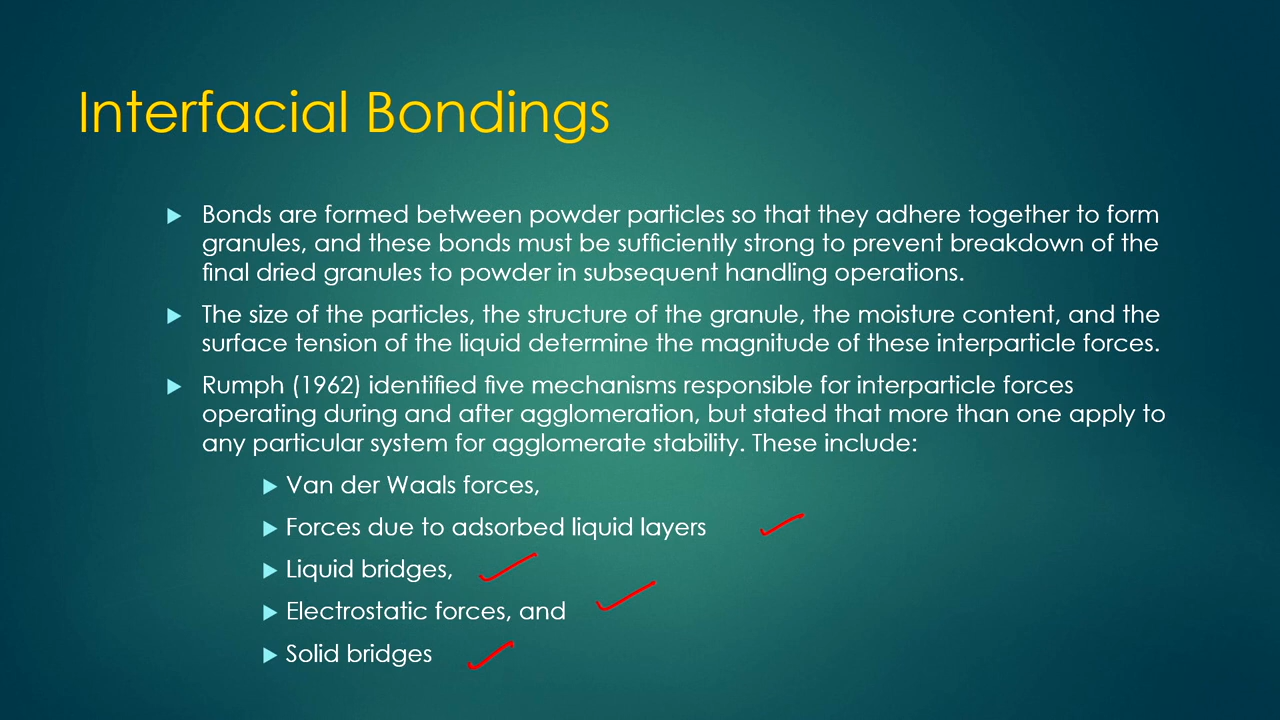 Interfacial Bondings
Bonds are formed between powder particles so that they adhere together to form
granules, and these bonds must be sufficiently strong to prevent breakdown of the
final dried granules to powder in subsequent handling operations.
The size of the particles, the structure of the granule, the moisture content, and the
surface tension of the liquid determine the magnitude of these interparticle forces.
Rumph (1962) identified five mechanisms responsible for interparticle forces
operating during and after agglomeration, but stated that more than one apply to
any particular system for agglomerate stability. These include:
Van der Waals forces,
Forces due to adsorbed liquid layers
Liquid bridges,
Electrostatic forces, and
Solid bridges